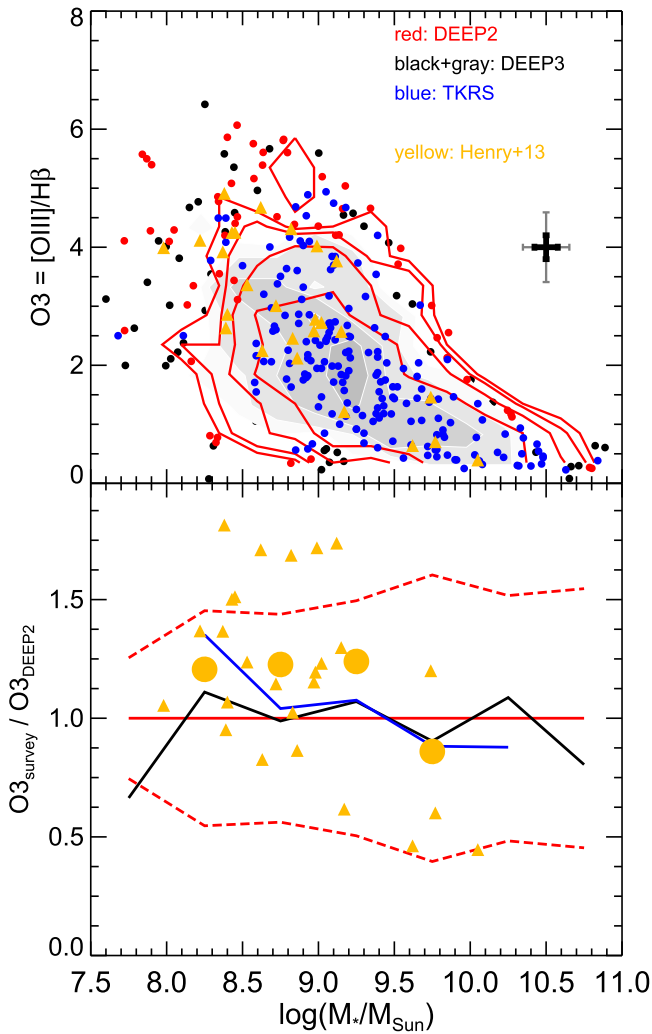 8
red: DEEP2
black+gray: DEEP3
blue: TKRS
6
yellow: Henry+13
O3 = [OIII]/Hβ
4
2
0
1.5
O3survey / O3DEEP2
1.0
0.5
0.0
7.5 8.0 8.5 9.0 9.5 10.0 10.5 11.0
log(M*/MSun)